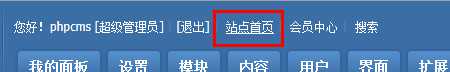 您好！phpcms [超级管理员] | [退出] 站点首页 | 会员中心 | 搜索
我的面板 设置 模块 内容 用户 界面 扩展